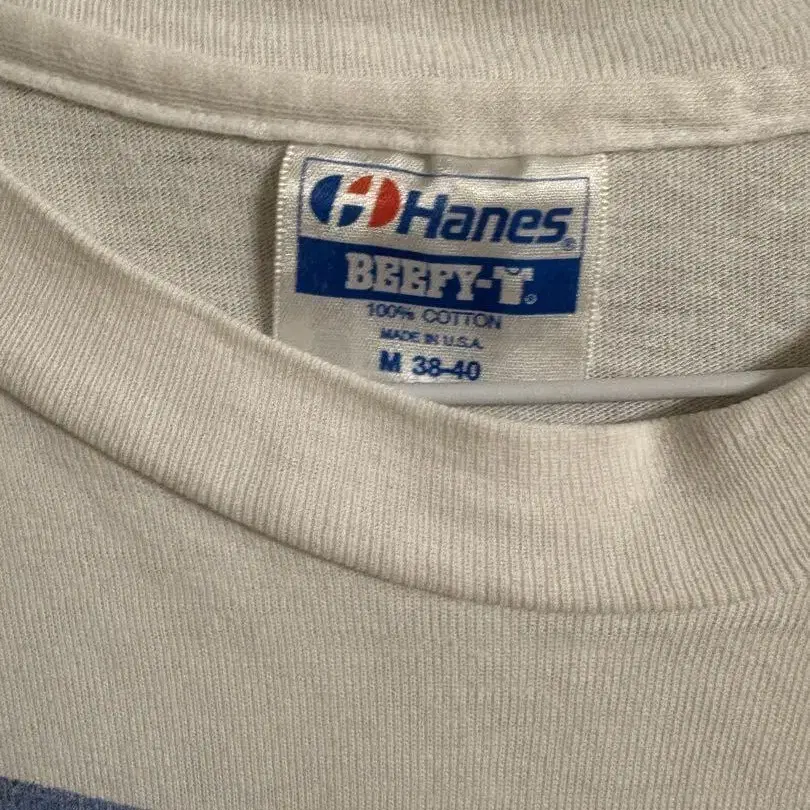 Hanes®
BEEFY-T®
100% COTTON
MADE IN U.S.A.
M 38-40